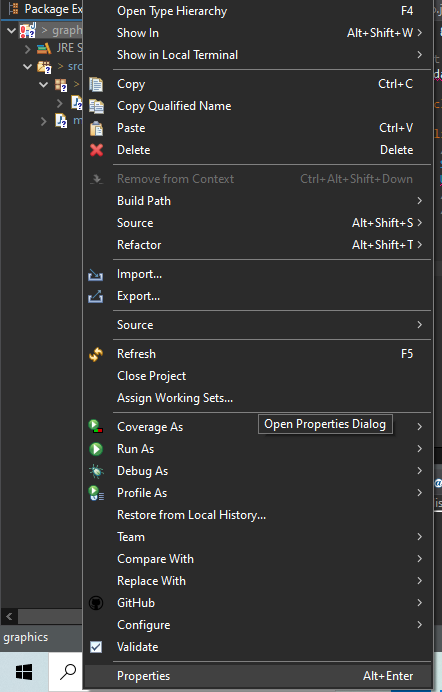 Package Ex
Open Type Hierarchy F4
> graph
Show In Alt+Shift+W >
JRE S
Show in Local Terminal >
> src
Copy Ctrl+C
Copy Qualified Name
Paste Ctrl+V
Delete Delete
Remove from Context Ctrl+Alt+Shift+Down
Build Path >
Source Alt+Shift+S >
Refactor Alt+Shift+T >
Import...
Export...
Source >
Refresh F5
Close Project
Assign Working Sets...
Open Properties Dialog
Coverage As >
Run As >
Debug As >
Profile As >
Restore from Local History...
Team >
Compare With >
Replace With >
GitHub >
Configure >
graphics
Validate
Properties Alt+Enter